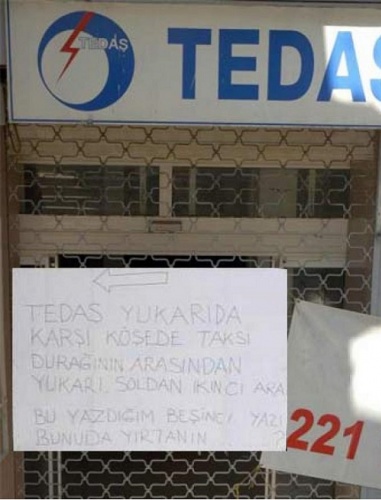 TEDAŞ
TEDAŞ
TEDAS YUKARIDA
KARŞI KÖŞEDE TAKSİ
DURAĞININ ARASINDAN
YUKARI SOLDAN İKİNCİ ARA
BU YAZDIĞIM BEŞİNCİ YAZI
BUNUDA YIRTANIN ......?
221